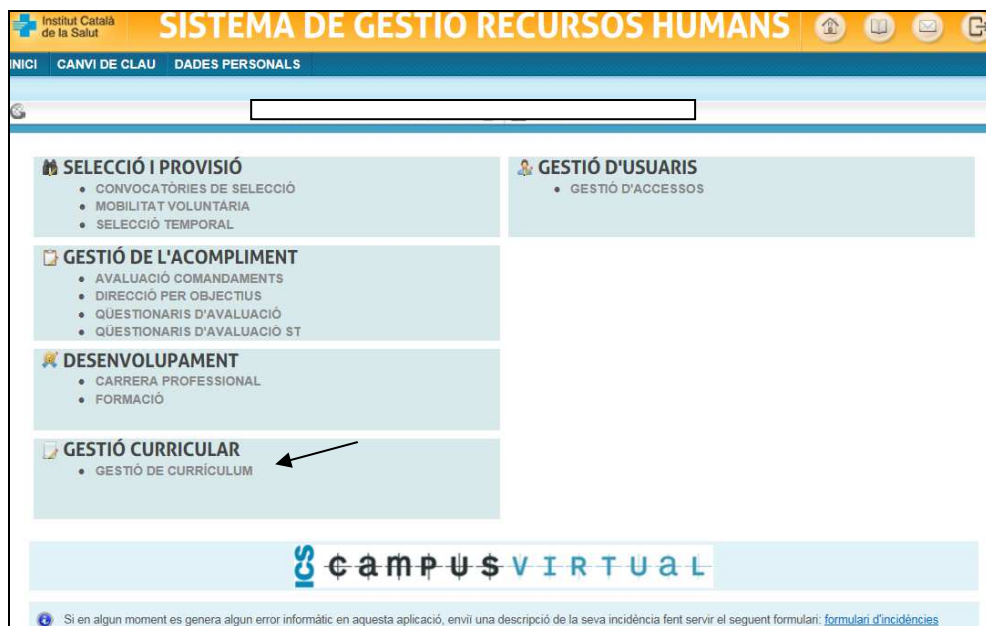 Institut Català
de la Salut
SISTEMA DE GESTIÓ RECURSOS HUMANS
INICI CANVI DE CLAU DADES PERSONALS
SELECCIÓ I PROVISIÓ
• CONVOCATÒRIES DE SELECCIÓ
• MOBILITAT VOLUNTÀRIA
• SELECCIÓ TEMPORAL
GESTIÓ D'USUARIS
• GESTIÓ D'ACCESSOS
GESTIÓ DE L'ACOMPLIMENT
• AVALUACIÓ COMANDAMENTS
• DIRECCIÓ PER OBJECTIUS
• QÜESTIONARIS D'AVALUACIÓ
• QÜESTIONARIS D'AVALUACIÓ ST
DESENVOLUPAMENT
• CARRERA PROFESSIONAL
• FORMACIÓ
GESTIÓ CURRICULAR
• GESTIÓ DE CURRÍCULUM
ICS campus VIRTUAL
Si en algun moment es genera algun error informàtic en aquesta aplicació, enviï una descripció de la seva incidència fent servir el seguent formulari: formulari d'incidències